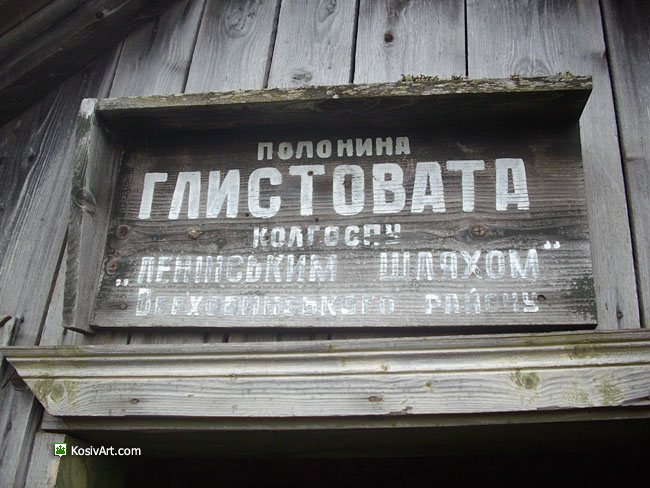 ПОЛОНИНА
ГЛИСТОВАТА
КОЛГОСПУ
„ЛЕНІНСЬКИМ ШЛЯХОМ"
ВЕРХОВИНСЬКОГО РАЙОНУ
KosivArt.com